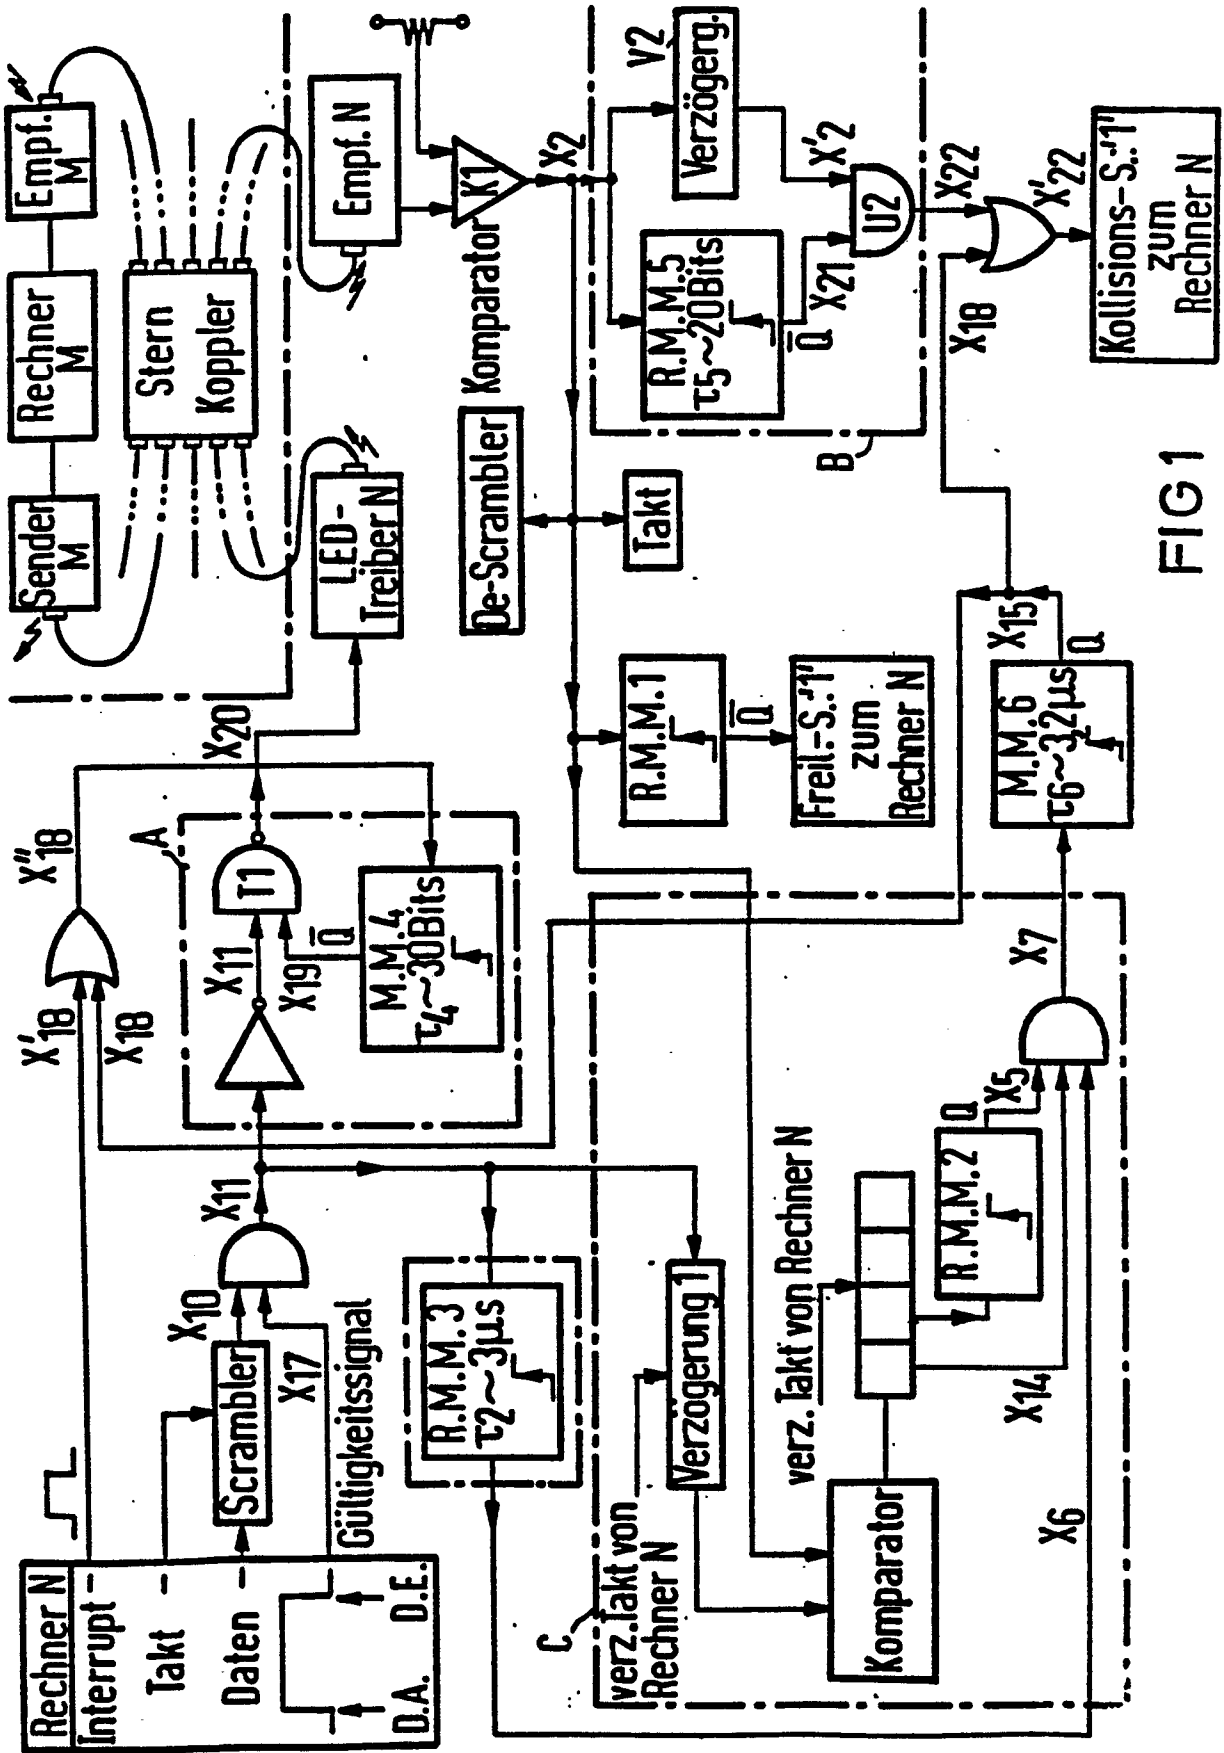 Rechner N
Interrupt
Takt
Daten
D.A.
D.E.
Gültigkeitssignal
Scrambler
X10
X17
X11
X'18
X18
X''18
A
X11
X19
T1
Q̅
M.M.4
τ4~30Bits
X20
R.M.M.3
τ2~3µs
C
verz.Takt von
Rechner N
Verzögerung 1
Komparator
verz. Takt von Rechner N
R.M.M.2
Q
X5
X14
X6
X7
M.M.6
τ6~3,2µs
Q
X15
Sender
M
Rechner
M
Empf.
M
Stern
Koppler
LED-
Treiber N
Empf. N
K1
Komparator
X2
De-Scrambler
Takt
R.M.M.1
Q̅
Freil.-S.:'1'
zum
Rechner N
B
V2
Verzögerg.
R.M.M.5
τ5~20Bits
Q̅
X'2
X21
U2
X22
X18
X'22
Kollisions-S.:'1'
zum
Rechner N
FIG 1